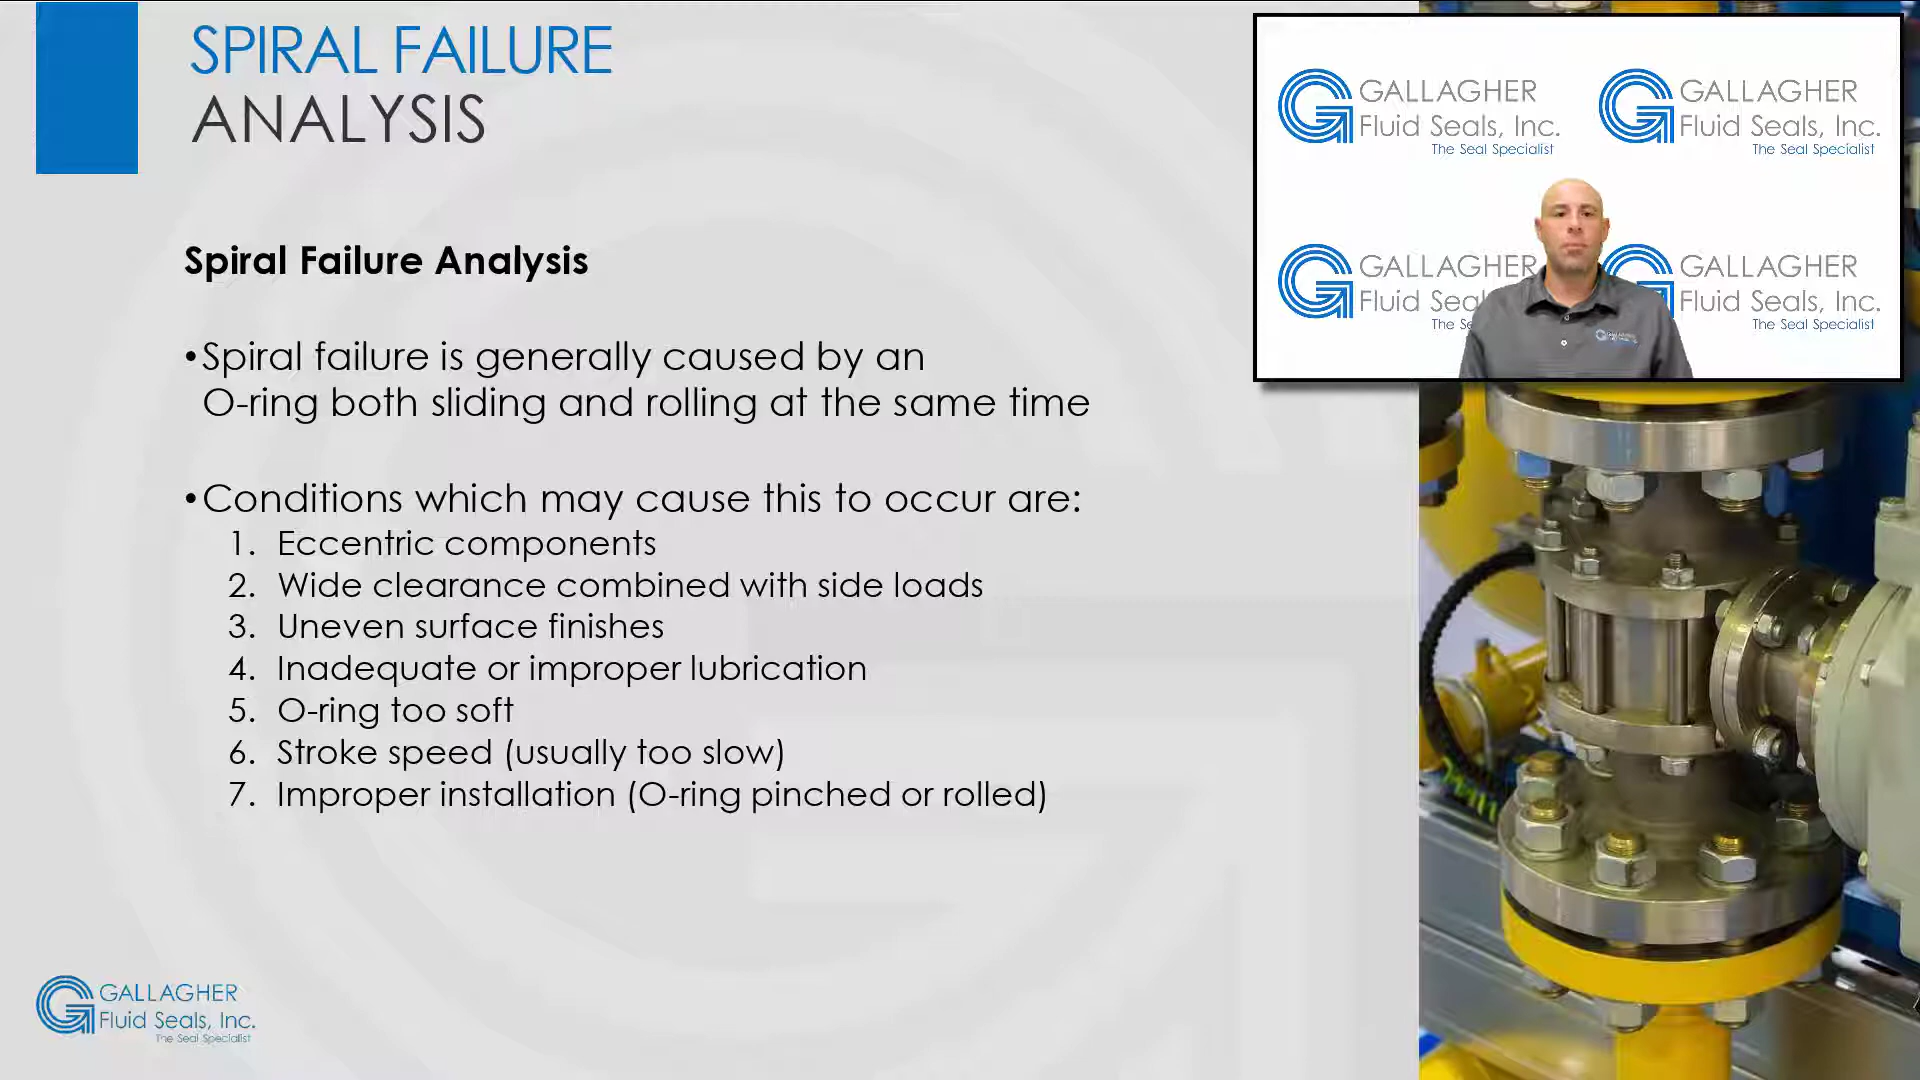 SPIRAL FAILURE
ANALYSIS
Spiral Failure Analysis
•Spiral failure is generally caused by an
O-ring both sliding and rolling at the same time
•Conditions which may cause this to occur are:
1. Eccentric components
2. Wide clearance combined with side loads
3. Uneven surface finishes
4. Inadequate or improper lubrication
5. O-ring too soft
6. Stroke speed (usually too slow)
7. Improper installation (O-ring pinched or rolled)
GALLAGHER
Fluid Seals, Inc.
The Seal Specialist
GALLAGHER
Fluid Seals, Inc.
The Seal Specialist
GALLAGHER
Fluid Seal
The Se
GALLAGHER
Fluid Seals, Inc.
The Seal Specialist
GALLAGHER
Fluid Seals, Inc.
The Seal Specialist